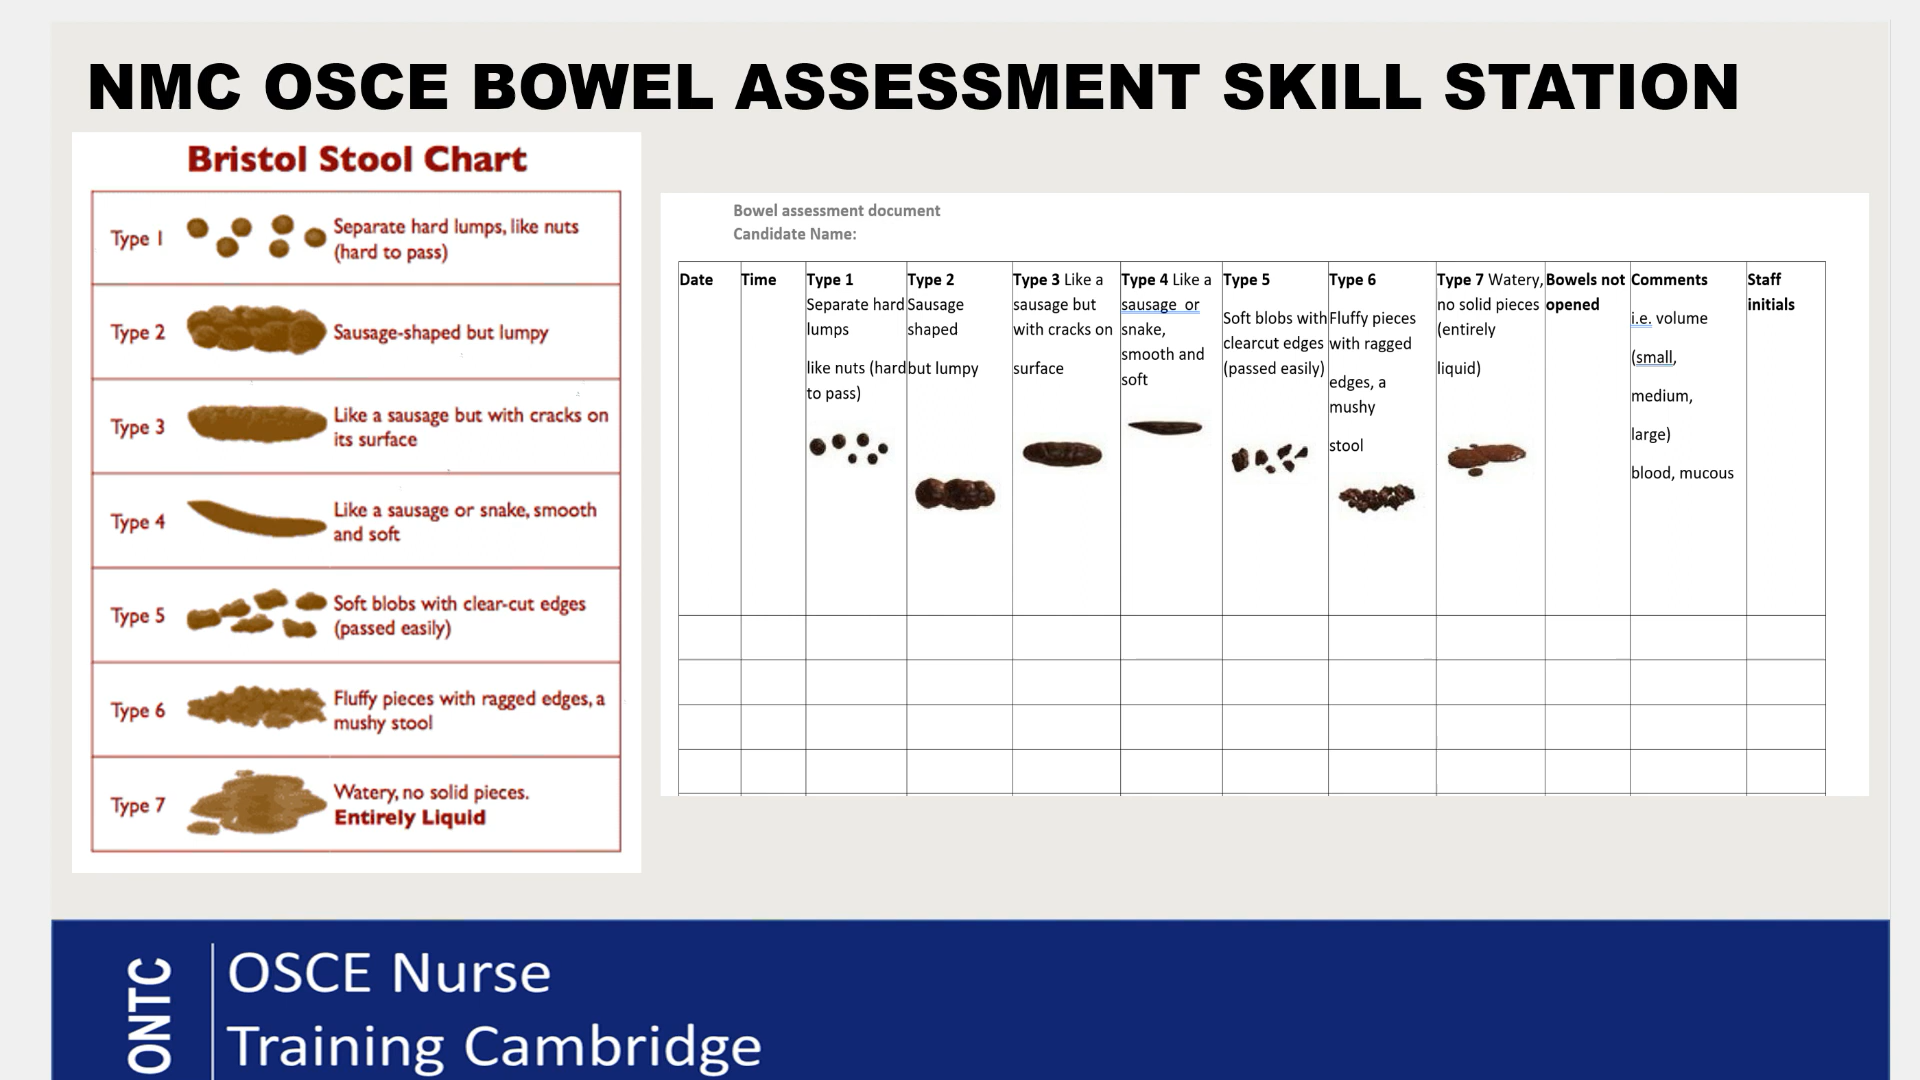 NMC OSCE BOWEL ASSESSMENT SKILL STATION
Bristol Stool Chart
Type 1
Separate hard lumps, like nuts
(hard to pass)
Type 2
Sausage-shaped but lumpy
Type 3
Like a sausage but with cracks on
its surface
Type 4
Like a sausage or snake, smooth
and soft
Type 5
Soft blobs with clear-cut edges
(passed easily)
Type 6
Fluffy pieces with ragged edges, a
mushy stool
Type 7
Watery, no solid pieces.
Entirely Liquid
Bowel assessment document
Candidate Name:
Date
Time
Type 1
Separate hard
lumps
like nuts (hard
to pass)
Type 2
Sausage
shaped
but lumpy
Type 3 Like a
sausage but
with cracks on
surface
Type 4 Like a
sausage or
snake,
smooth and
soft
Type 5
Soft blobs with
clearcut edges
(passed easily)
Type 6
Fluffy pieces
with ragged
edges, a
mushy
stool
Type 7 Watery,
no solid pieces
(entirely
liquid)
Bowels not
opened
Comments
i.e. volume
(small,
medium,
large)
blood, mucous
Staff
initials
ONTC
OSCE Nurse
Training Cambridge